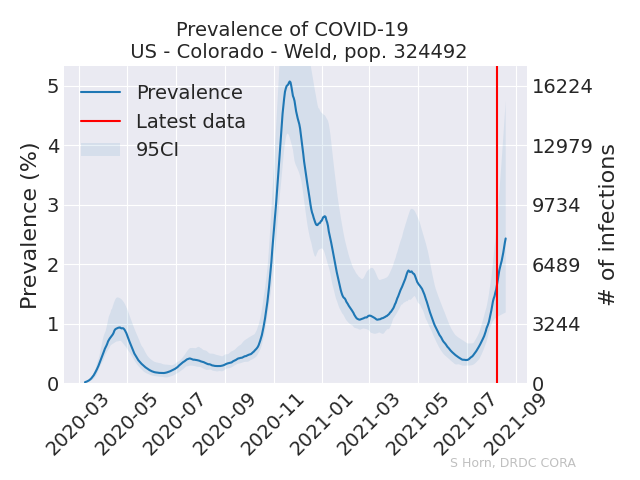 Prevalence of COVID-19
US - Colorado - Weld, pop. 324492
Prevalence
Latest data
95CI
Prevalence (%)
5
4
3
2
1
0
16224
12979
9734
6489
3244
0
# of infections
2020-03
2020-05
2020-07
2020-09
2020-11
2021-01
2021-03
2021-05
2021-07
2021-09
S Horn, DRDC CORA